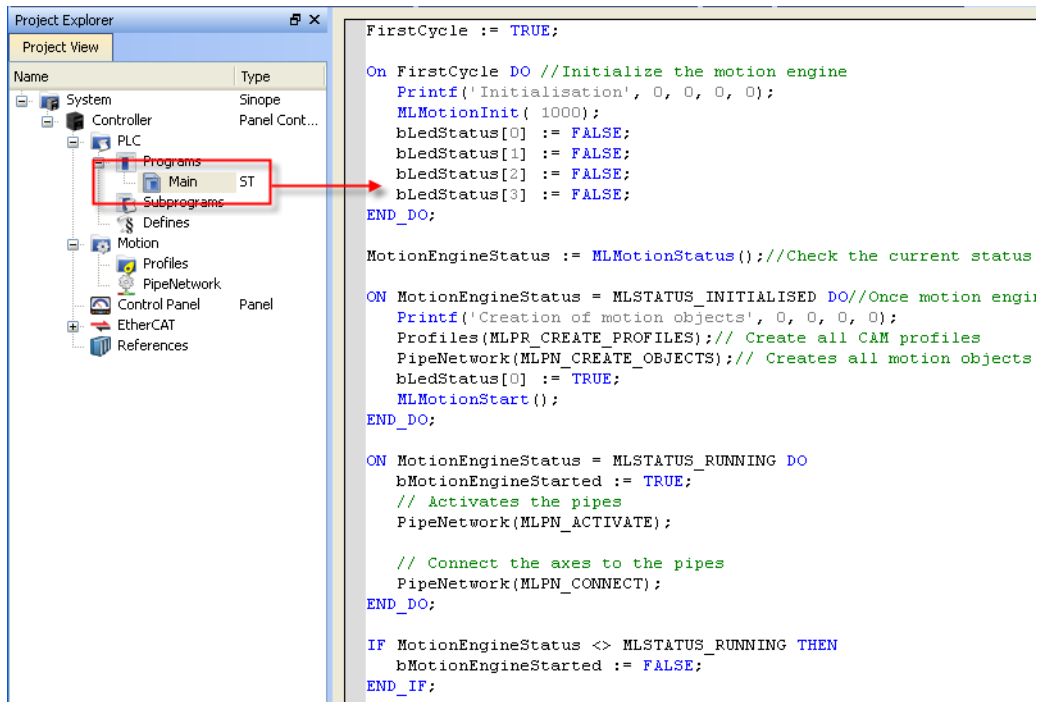 Project Explorer
Project View
Name Type
System Sinope
Controller Panel Cont...
PLC
Programs
Main ST
Subprograms
Defines
Motion
Profiles
PipeNetwork
Control Panel Panel
EtherCAT
References
FirstCycle := TRUE;
On FirstCycle DO //Initialize the motion engine
Printf('Initialisation', 0, 0, 0, 0);
MLMotionInit( 1000);
bLedStatus[0] := FALSE;
bLedStatus[1] := FALSE;
bLedStatus[2] := FALSE;
bLedStatus[3] := FALSE;
END_DO;
MotionEngineStatus := MLMotionStatus();//Check the current status
ON MotionEngineStatus = MLSTATUS_INITIALISED DO//Once motion engi
Printf('Creation of motion objects', 0, 0, 0, 0);
Profiles(MLPR_CREATE_PROFILES);// Create all CAM profiles
PipeNetwork(MLPN_CREATE_OBJECTS);// Creates all motion objects
bLedStatus[0] := TRUE;
MLMotionStart();
END_DO;
ON MotionEngineStatus = MLSTATUS_RUNNING DO
bMotionEngineStarted := TRUE;
// Activates the pipes
PipeNetwork(MLPN_ACTIVATE);
// Connect the axes to the pipes
PipeNetwork(MLPN_CONNECT);
END_DO;
IF MotionEngineStatus <> MLSTATUS_RUNNING THEN
bMotionEngineStarted := FALSE;
END_IF;